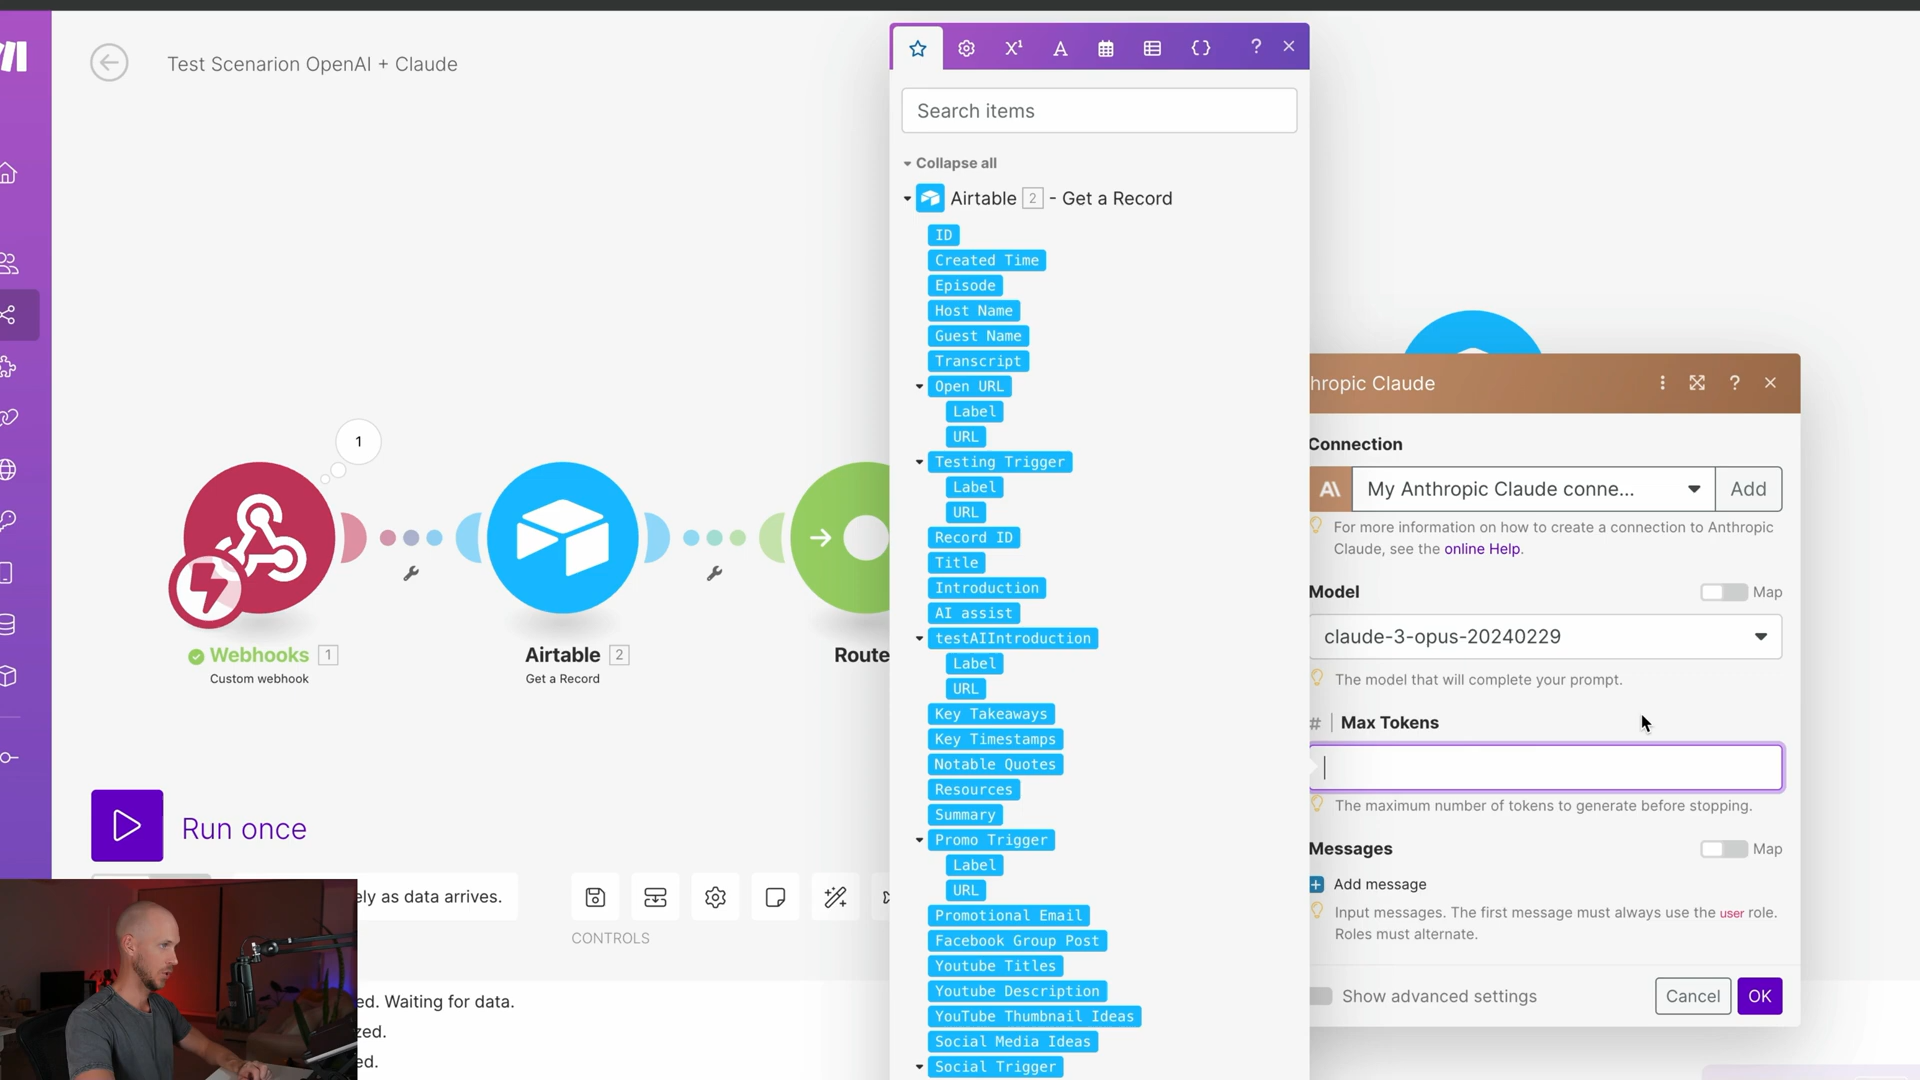 Test Scenarion OpenAI + Claude
1
Webhooks 1
Custom webhook
Airtable 2
Get a Record
Route
Run once
ely as data arrives.
CONTROLS
ed. Waiting for data.
zed.
ed.
?
Search items
Collapse all
Airtable 2 - Get a Record
ID
Created Time
Episode
Host Name
Guest Name
Transcript
Open URL
Label
URL
Testing Trigger
Label
URL
Record ID
Title
Introduction
AI assist
testAIIntroduction
Label
URL
Key Takeaways
Key Timestamps
Notable Quotes
Resources
Summary
Promo Trigger
Label
URL
Promotional Email
Facebook Group Post
Youtube Titles
Youtube Description
YouTube Thumbnail Ideas
Social Media Ideas
Social Trigger
hropic Claude ?
Connection
My Anthropic Claude conne... Add
For more information on how to create a connection to Anthropic
Claude, see the online Help.
Model Map
claude-3-opus-20240229
The model that will complete your prompt.
# | Max Tokens
The maximum number of tokens to generate before stopping.
Messages Map
Add message
Input messages. The first message must always use the user role.
Roles must alternate.
Show advanced settings
Cancel
OK